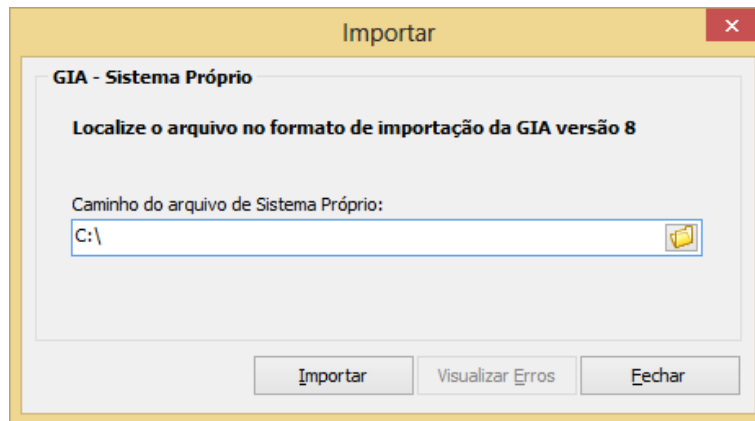 Importar
GIA - Sistema Próprio
Localize o arquivo no formato de importação da GIA versão 8
Caminho do arquivo de Sistema Próprio:
C:\
Importar Visualizar Erros Fechar